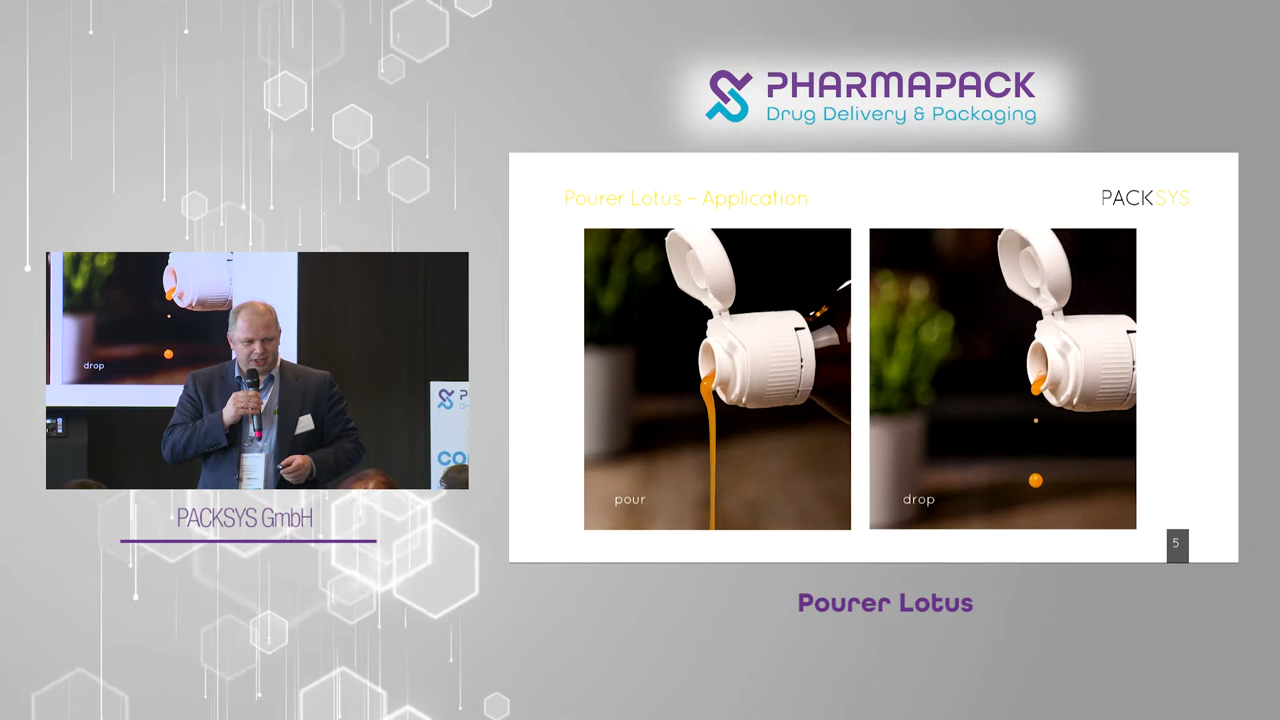 PHARMAPACK
Drug Delivery & Packaging
Pourer Lotus – Application
PACKSYS
pour
drop
5
drop
PACKSYS GmbH
Pourer Lotus